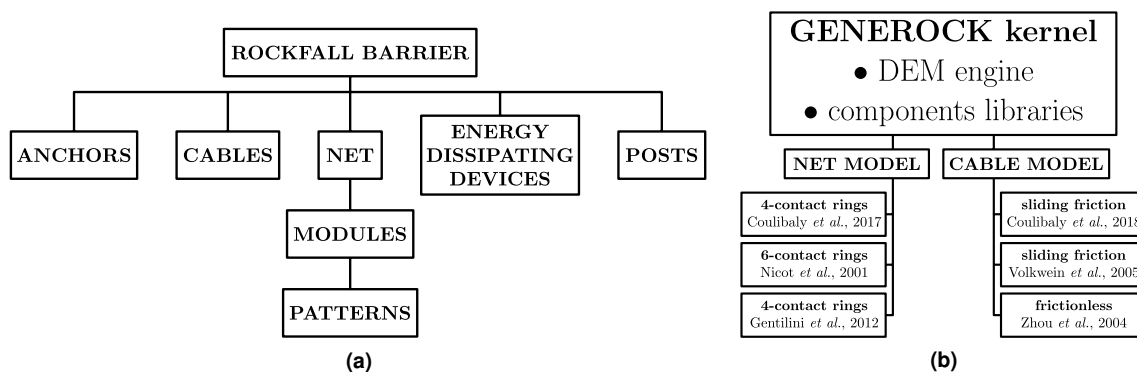 ROCKFALL BARRIER
ANCHORS
CABLES
NET
ENERGY
DISSIPATING
DEVICES
POSTS
MODULES
PATTERNS
(a)
GENEROCK kernel
• DEM engine
• components libraries
NET MODEL
CABLE MODEL
4-contact rings
Coulibaly et al., 2017
6-contact rings
Nicot et al., 2001
4-contact rings
Gentilini et al., 2012
sliding friction
Coulibaly et al., 2018
sliding friction
Volkwein et al., 2005
frictionless
Zhou et al., 2004
(b)